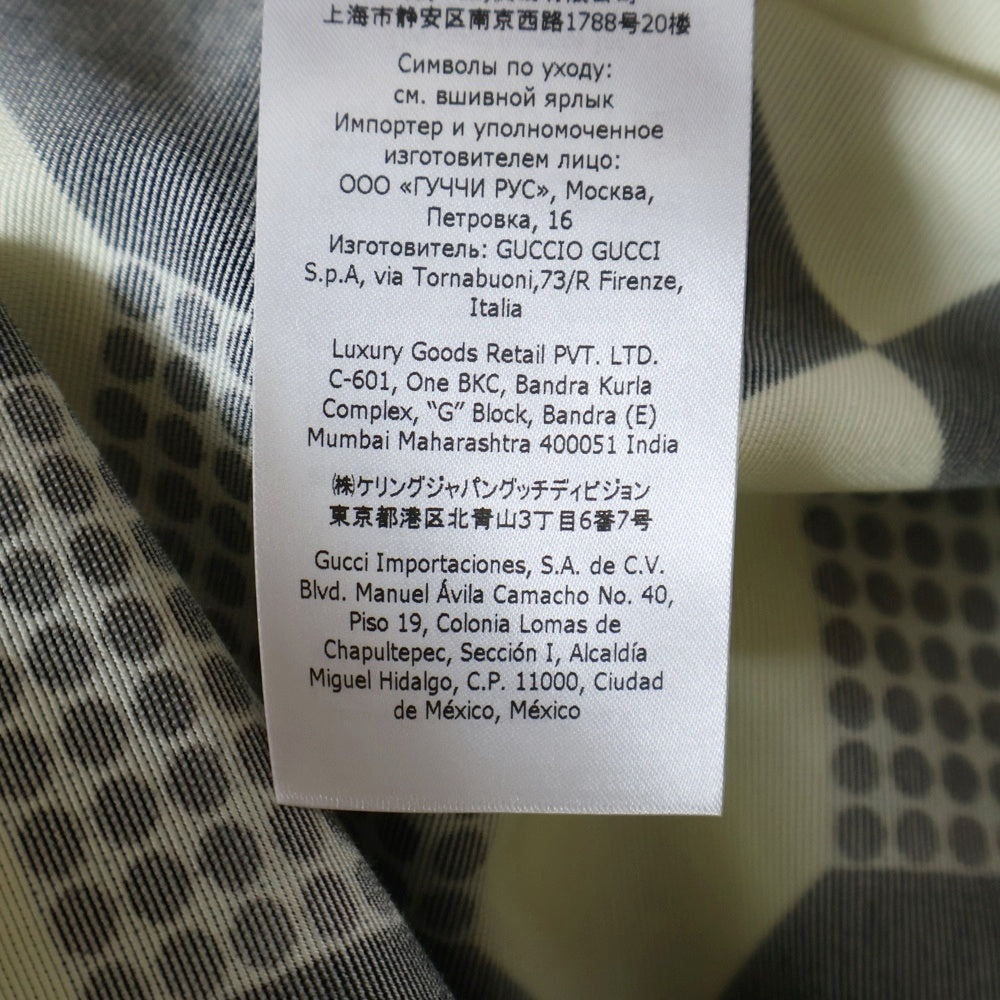 上海市静安区南京西路1788号20楼
Символы по уходу:
см. вшивной ярлык
Импортер и уполномоченное
изготовителем лицо:
ООО «ГУЧЧИ РУС», Москва,
Петровка, 16
Изготовитель: GUCCIO GUCCI
S.p.A, via Tornabuoni,73/R Firenze,
Italia
Luxury Goods Retail PVT. LTD.
C-601, One BKC, Bandra Kurla
Complex, “G” Block, Bandra (E)
Mumbai Maharashtra 400051 India
㈱ケリングジャパングッチディビジョン
東京都港区北青山3丁目6番7号
Gucci Importaciones, S.A. de C.V.
Blvd. Manuel Ávila Camacho No. 40,
Piso 19, Colonia Lomas de
Chapultepec, Sección I, Alcaldía
Miguel Hidalgo, C.P. 11000, Ciudad
de México, México